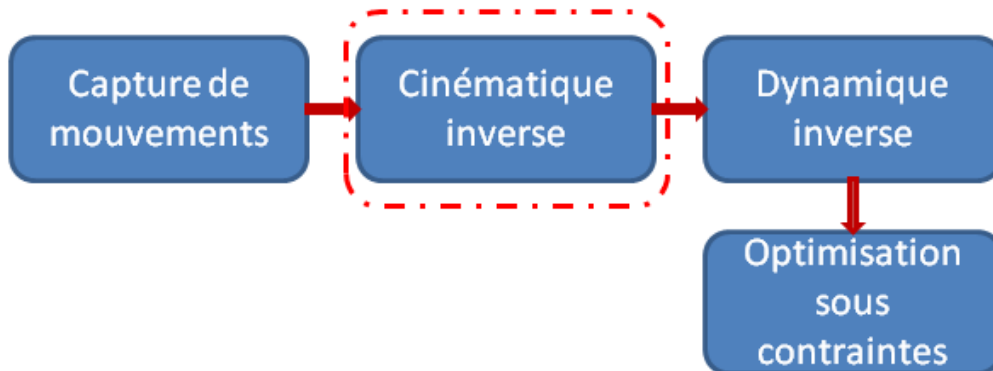 Capture de
mouvements
Cinématique
inverse
Dynamique
inverse
Optimisation
sous
contraintes